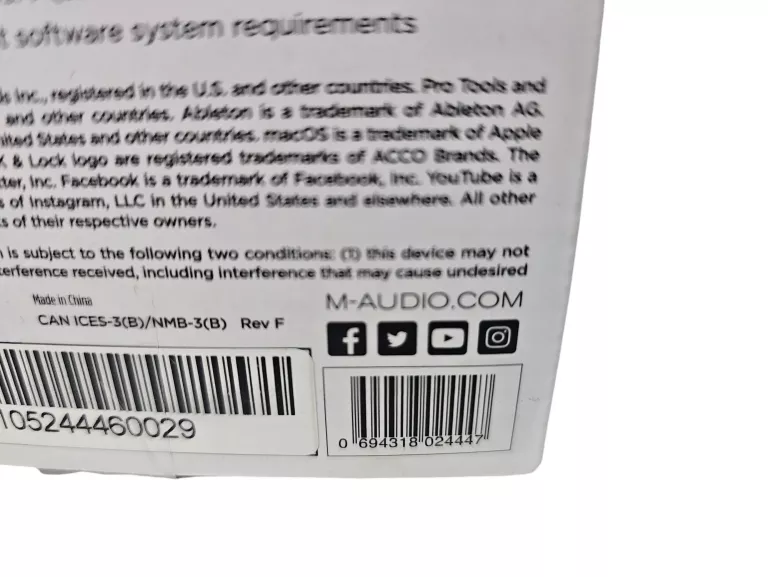 t software system requirements
Inc., registered in the U.S. and other countries. Pro Tools and
and other countries. Ableton is a trademark of Ableton AG.
United States and other countries. macOS is a trademark of Apple
& Lock logo are registered trademarks of ACCO Brands. The
ter, Inc. Facebook is a trademark of Facebook, Inc. YouTube is a
s of Instagram, LLC in the United States and elsewhere. All other
s of their respective owners.
n is subject to the following two conditions: (1) this device may not
terference received, including interference that may cause undesired
Made in China
M-AUDIO.COM
CAN ICES-3(B)/NMB-3(B) Rev F
105244460029
0 694318 024447